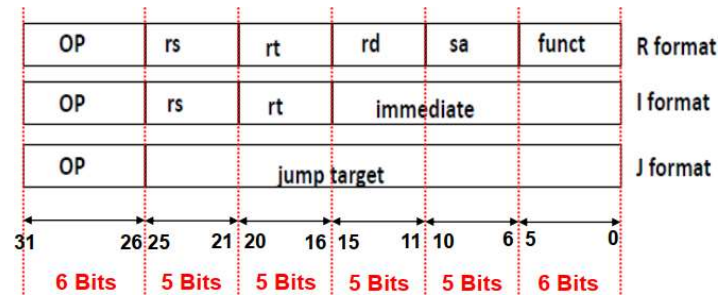 OP rs rt rd sa funct R format
OP rs rt immediate I format
OP jump target J format
31 26 25 21 20 16 15 11 10 6 5 0
6 Bits 5 Bits 5 Bits 5 Bits 5 Bits 6 Bits